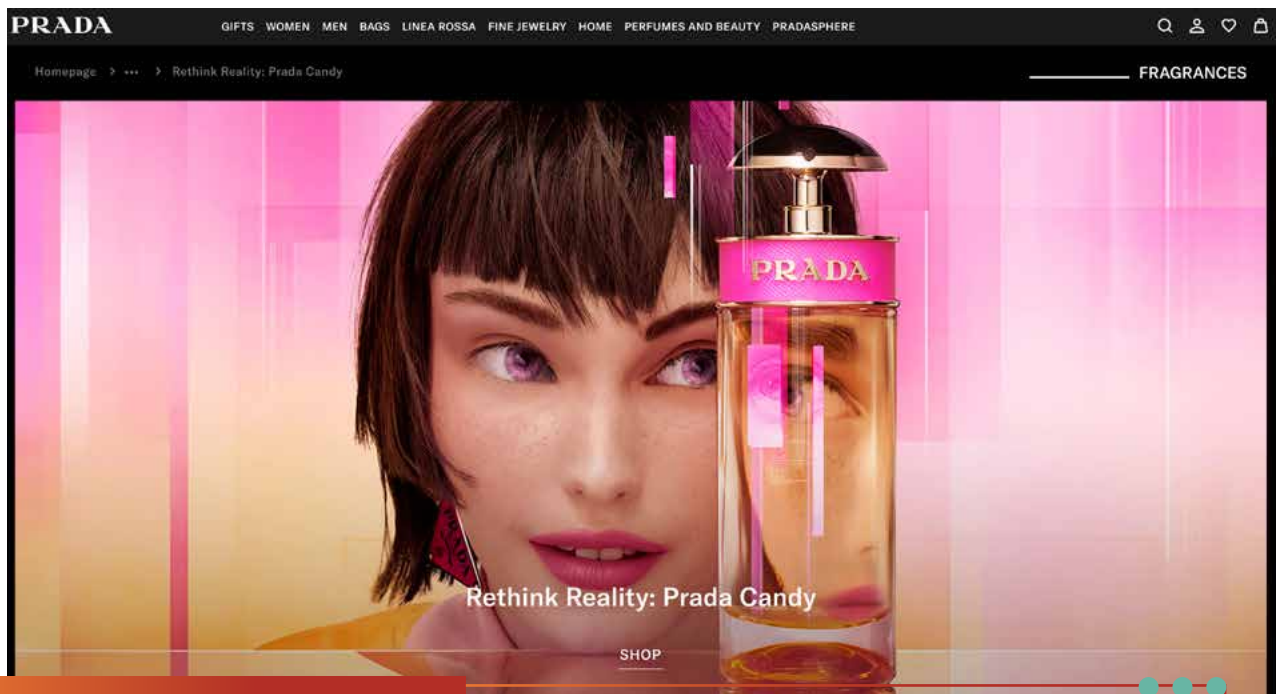 PRADA
GIFTS WOMEN MEN BAGS LINEA ROSSA FINE JEWELRY HOME PERFUMES AND BEAUTY PRADASPHERE
Homepage > ••• > Rethink Reality: Prada Candy
FRAGRANCES
PRADA
Rethink Reality: Prada Candy
SHOP